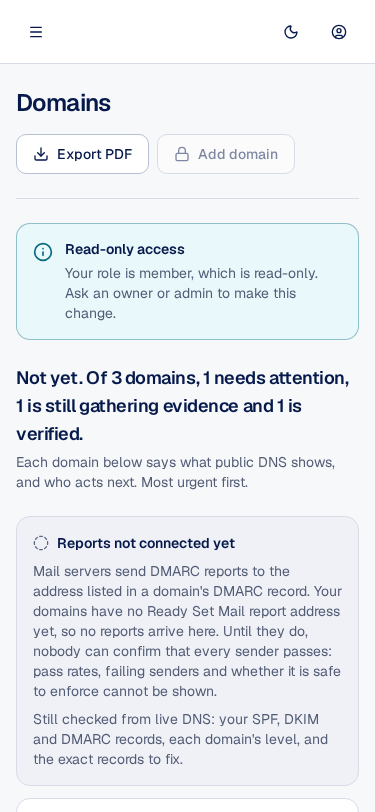 Domains
Export PDF
Add domain
Read-only access
Your role is member, which is read-only.
Ask an owner or admin to make this
change.
Not yet. Of 3 domains, 1 needs attention,
1 is still gathering evidence and 1 is
verified.
Each domain below says what public DNS shows,
and who acts next. Most urgent first.
Reports not connected yet
Mail servers send DMARC reports to the
address listed in a domain's DMARC record. Your
domains have no Ready Set Mail report address
yet, so no reports arrive here. Until they do,
nobody can confirm that every sender passes:
pass rates, failing senders and whether it is safe
to enforce cannot be shown.
Still checked from live DNS: your SPF, DKIM
and DMARC records, each domain's level, and
the exact records to fix.